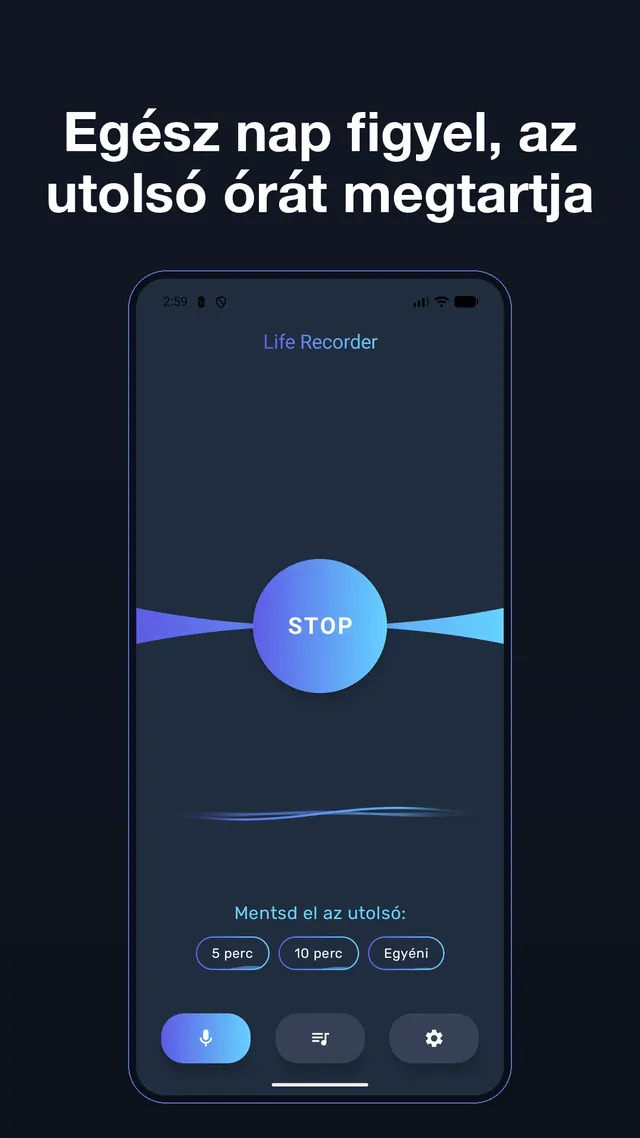 Egész nap figyel, az
utolsó órát megtartja
2:59
Life Recorder
STOP
Mentsd el az utolsó:
5 perc
10 perc
Egyéni